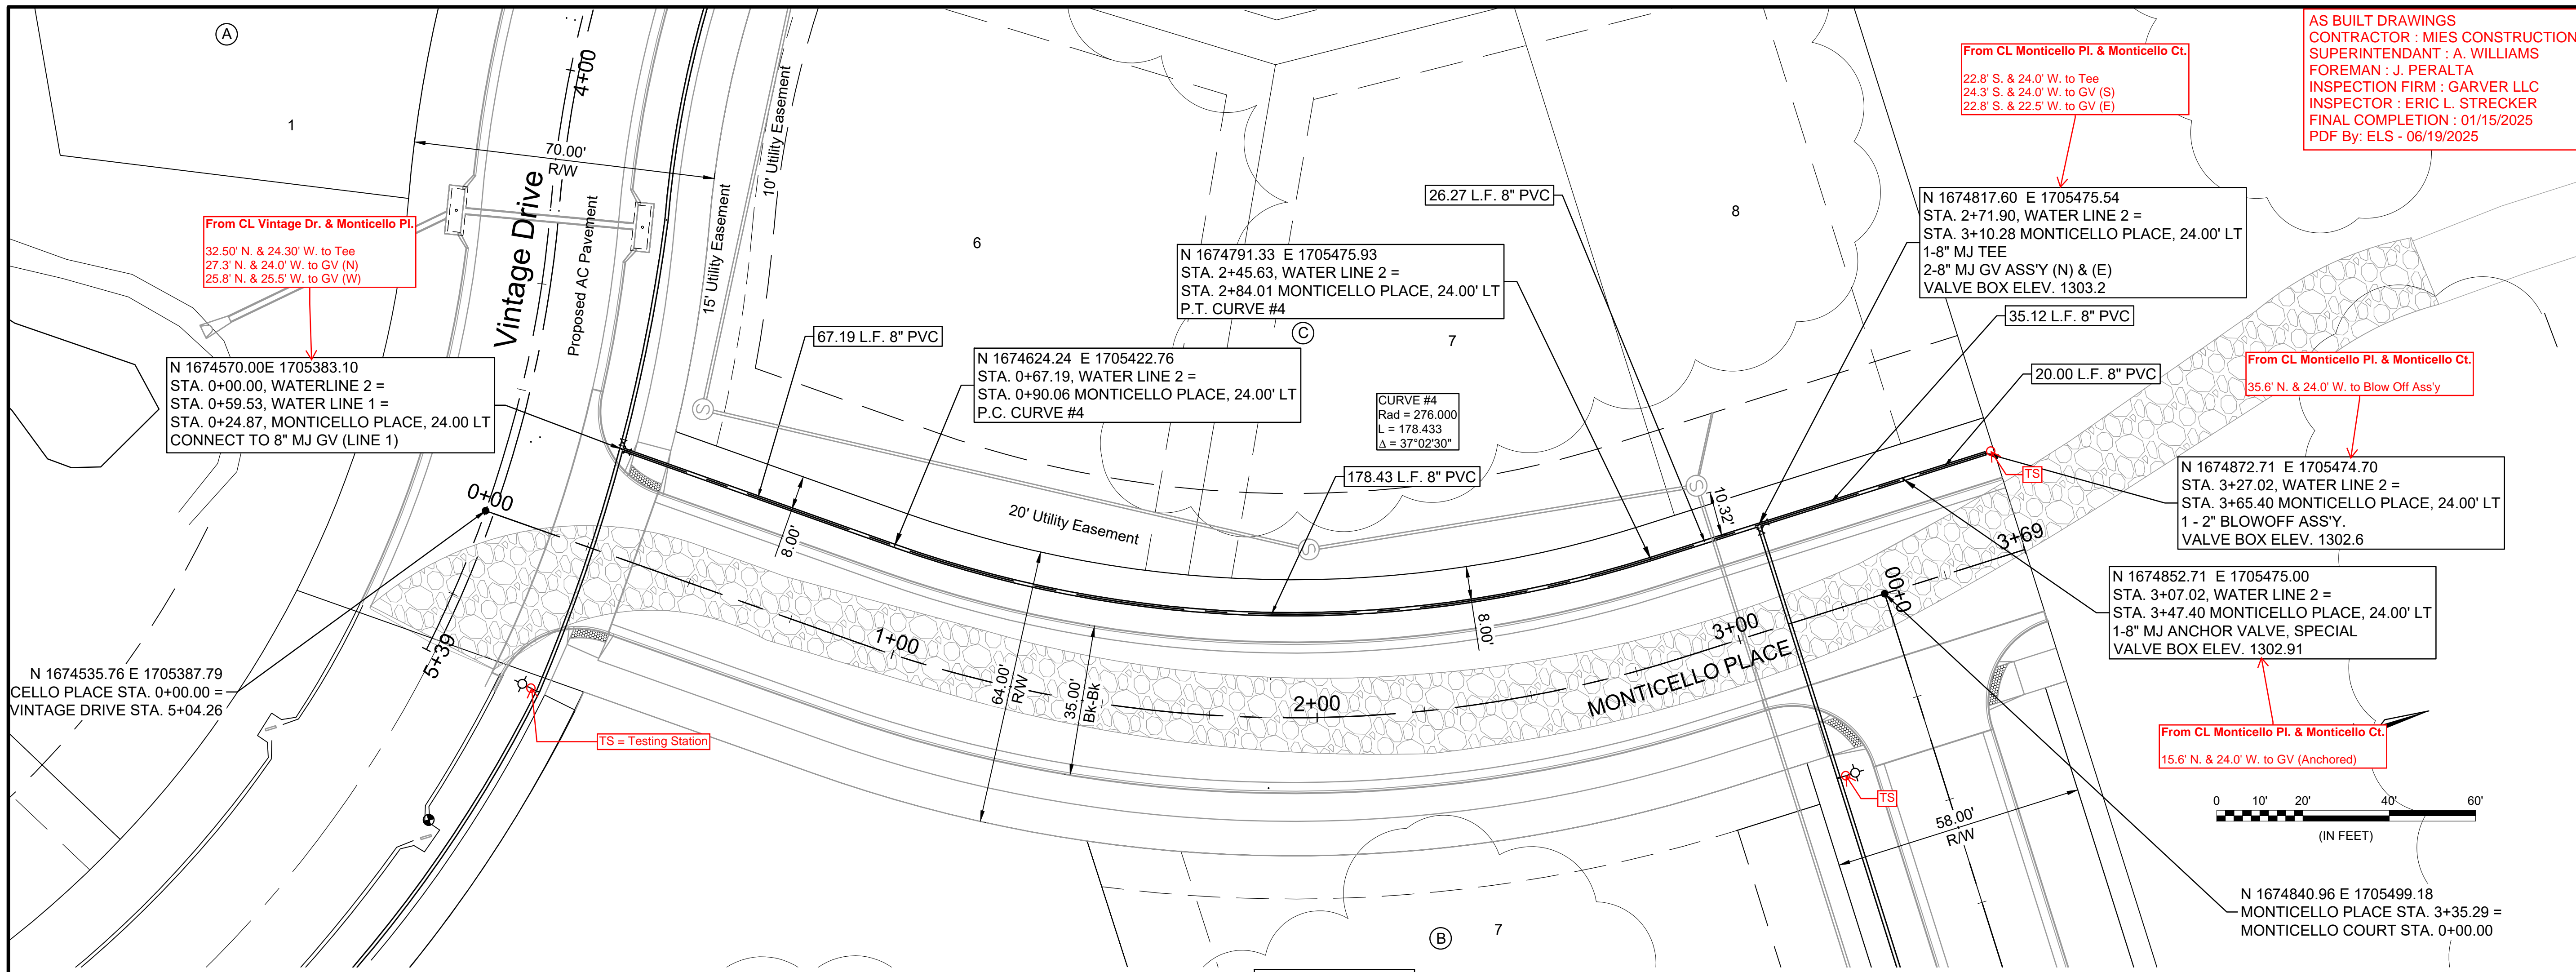 AS BUILT DRAWINGS
CONTRACTOR : MIES CONSTRUCTION
SUPERINTENDANT : A. WILLIAMS
FOREMAN : J. PERALTA
INSPECTION FIRM : GARVER LLC
INSPECTOR : ERIC L. STRECKER
FINAL COMPLETION : 01/15/2025
PDF By: ELS - 06/19/2025
A
1
4+00
70.00'
R/W
Vintage Drive
Proposed AC Pavement
15' Utility Easement
10' Utility Easement
From CL Vintage Dr. & Monticello Pl.
32.50' N. & 24.30' W. to Tee
27.3' N. & 24.0' W. to GV (N)
25.8' N. & 25.5' W. to GV (W)
N 1674570.00E 1705383.10
STA. 0+00.00, WATERLINE 2 =
STA. 0+59.53, WATER LINE 1 =
STA. 0+24.87, MONTICELLO PLACE, 24.00 LT
CONNECT TO 8" MJ GV (LINE 1)
67.19 L.F. 8" PVC
6
N 1674624.24  E 1705422.76
STA. 0+67.19, WATER LINE 2 =
STA. 0+90.06 MONTICELLO PLACE, 24.00' LT
P.C. CURVE #4
26.27 L.F. 8" PVC
N 1674791.33  E 1705475.93
STA. 2+45.63, WATER LINE 2 =
STA. 2+84.01 MONTICELLO PLACE, 24.00' LT
P.T. CURVE #4
C
7
8
CURVE #4
Rad = 276.000
L = 178.433
Δ = 37°02'30"
178.43 L.F. 8" PVC
From CL Monticello Pl. & Monticello Ct.
22.8' S. & 24.0' W. to Tee
24.3' S. & 24.0' W. to GV (S)
22.8' S. & 22.5' W. to GV (E)
N 1674817.60  E 1705475.54
STA. 2+71.90, WATER LINE 2 =
STA. 3+10.28 MONTICELLO PLACE, 24.00' LT
1-8" MJ TEE
2-8" MJ GV ASS'Y (N) & (E)
VALVE BOX ELEV. 1303.2
35.12 L.F. 8" PVC
20.00 L.F. 8" PVC
From CL Monticello Pl. & Monticello Ct.
35.6' N. & 24.0' W. to Blow Off Ass'y
N 1674872.71  E 1705474.70
STA. 3+27.02, WATER LINE 2 =
STA. 3+65.40 MONTICELLO PLACE, 24.00' LT
1 - 2" BLOWOFF ASS'Y.
VALVE BOX ELEV. 1302.6
TS
N 1674852.71  E 1705475.00
STA. 3+07.02, WATER LINE 2 =
STA. 3+47.40 MONTICELLO PLACE, 24.00' LT
1-8" MJ ANCHOR VALVE, SPECIAL
VALVE BOX ELEV. 1302.91
From CL Monticello Pl. & Monticello Ct.
15.6' N. & 24.0' W. to GV (Anchored)
S
S
S
20' Utility Easement
8.00'
10.32'
8.00'
0+00
1+00
2+00
3+00
3+69
0+00
MONTICELLO PLACE
64.00'
R/W
35.00'
Bk-Bk
5+39
N 1674535.76 E 1705387.79
CELLO PLACE STA. 0+00.00 =
VINTAGE DRIVE STA. 5+04.26
TS = Testing Station
TS
58.00'
R/W
0 10' 20' 40' 60'
(IN FEET)
N 1674840.96 E 1705499.18
MONTICELLO PLACE STA. 3+35.29 =
MONTICELLO COURT STA. 0+00.00
B
7